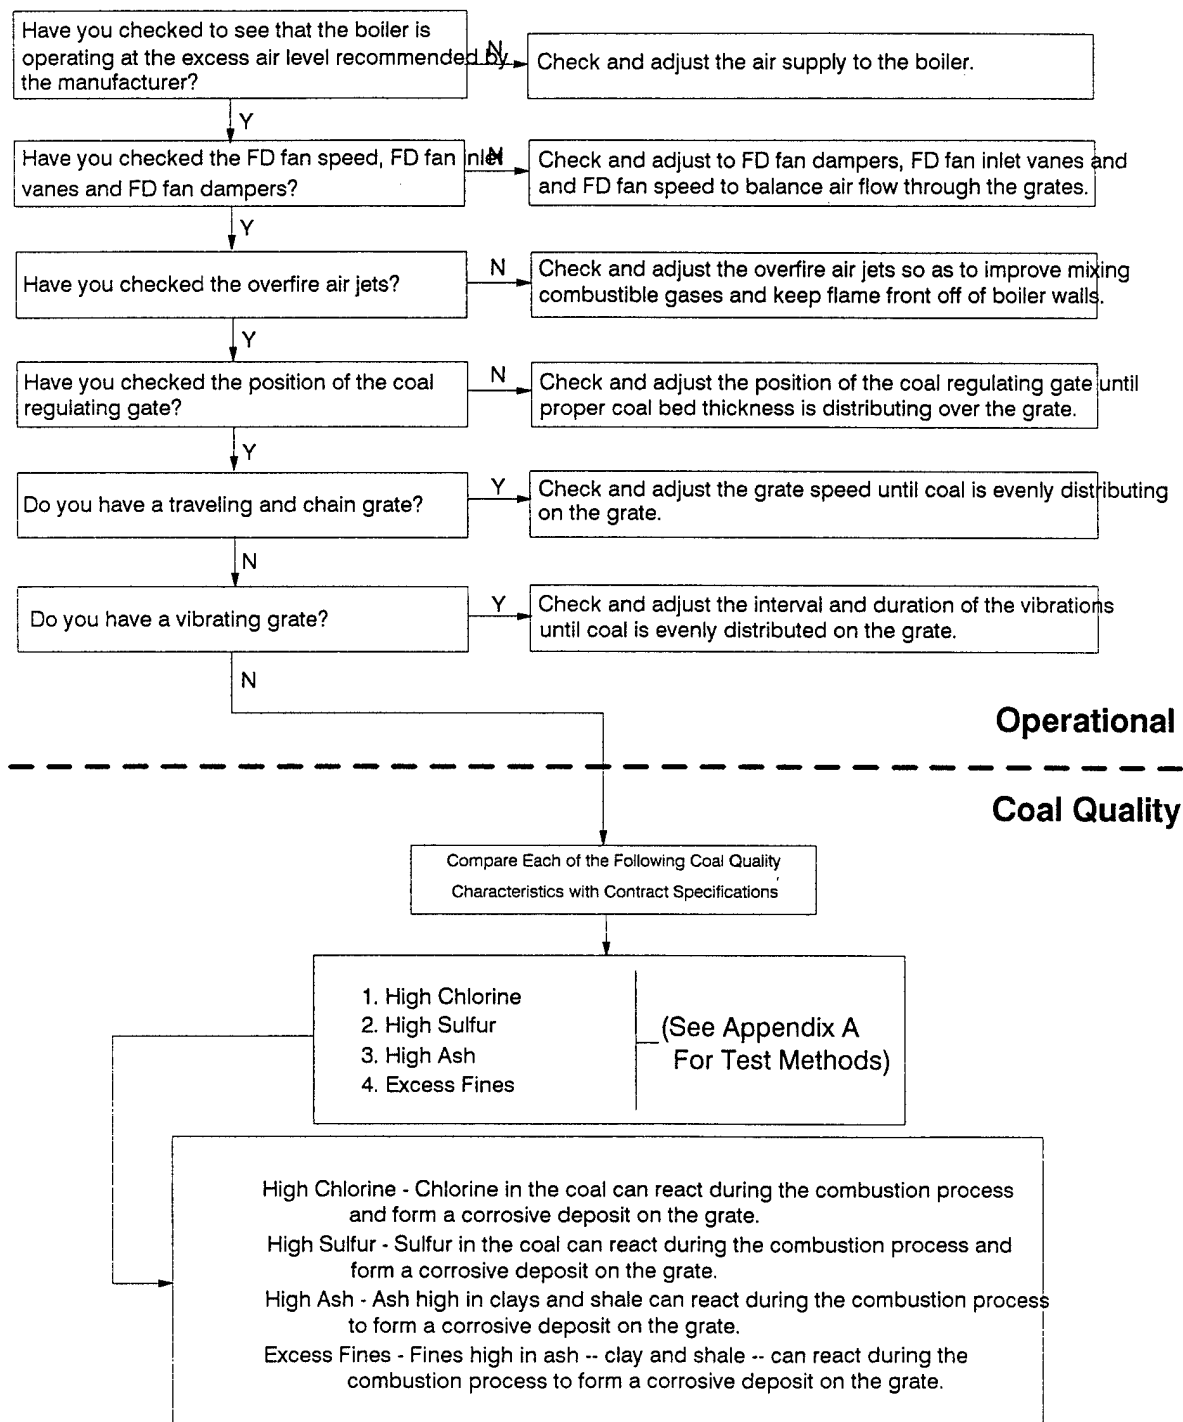 Have you checked to see that the boiler is
operating at the excess air level recommended by
the manufacturer?
N
Check and adjust the air supply to the boiler.
Y
Have you checked the FD fan speed, FD fan inlet
vanes and FD fan dampers?
N
Check and adjust to FD fan dampers, FD fan inlet vanes and
and FD fan speed to balance air flow through the grates.
Y
Have you checked the overfire air jets?
N
Check and adjust the overfire air jets so as to improve mixing
combustible gases and keep flame front off of boiler walls.
Y
Have you checked the position of the coal
regulating gate?
N
Check and adjust the position of the coal regulating gate until
proper coal bed thickness is distributing over the grate.
Y
Do you have a traveling and chain grate?
Y
Check and adjust the grate speed until coal is evenly distributing
on the grate.
N
Do you have a vibrating grate?
Y
Check and adjust the interval and duration of the vibrations
until coal is evenly distributed on the grate.
N
Operational
Coal Quality
Compare Each of the Following Coal Quality
Characteristics with Contract Specifications
1. High Chlorine
2. High Sulfur
3. High Ash
4. Excess Fines
(See Appendix A
For Test Methods)
High Chlorine - Chlorine in the coal can react during the combustion process
and form a corrosive deposit on the grate.
High Sulfur - Sulfur in the coal can react during the combustion process and
form a corrosive deposit on the grate.
High Ash - Ash high in clays and shale can react during the combustion process
to form a corrosive deposit on the grate.
Excess Fines - Fines high in ash -- clay and shale -- can react during the
combustion process to form a corrosive deposit on the grate.